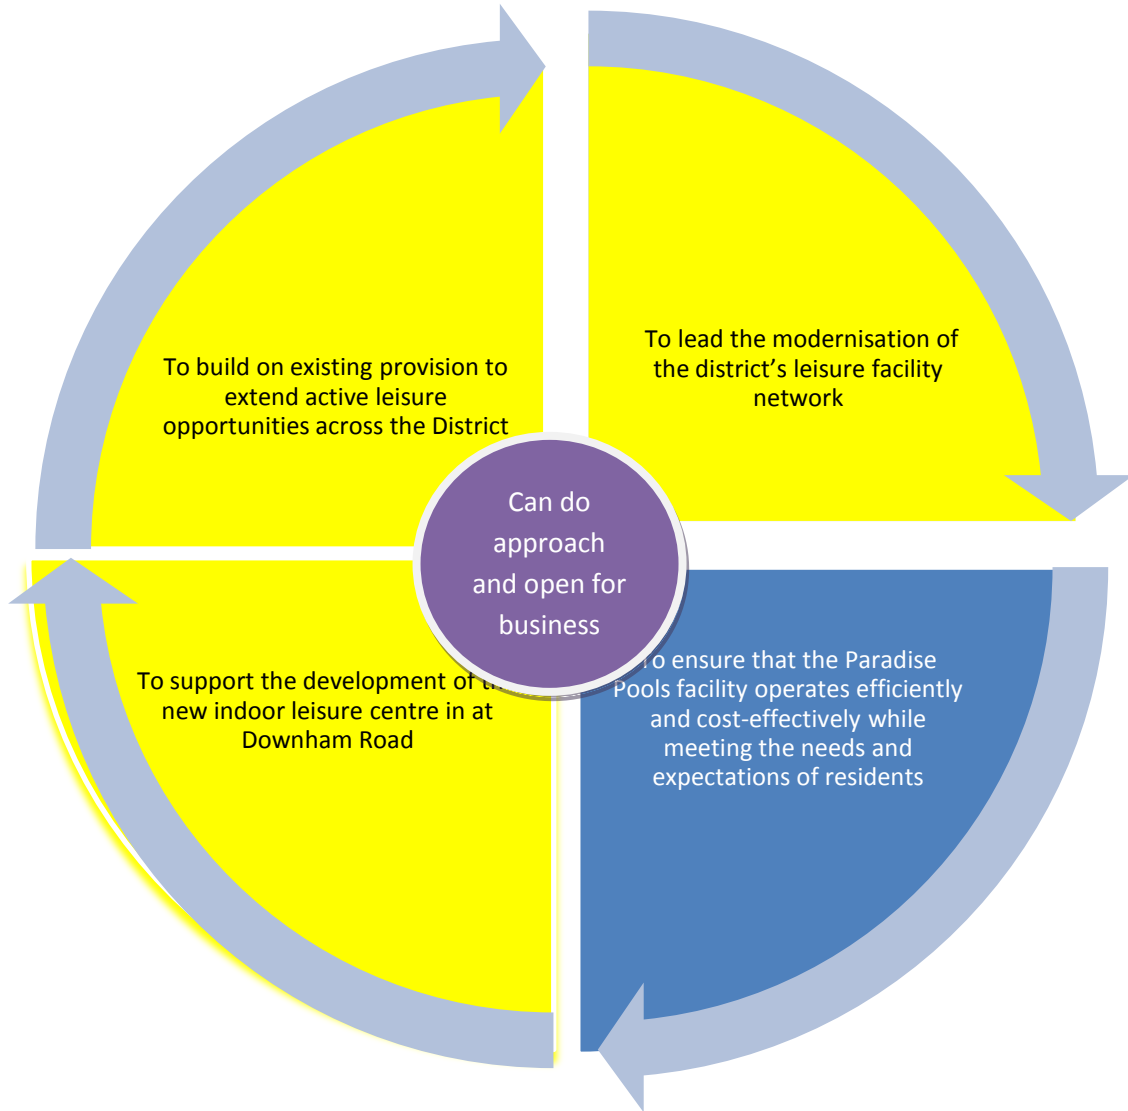 To build on existing provision to
extend active leisure
opportunities across the District
To lead the modernisation of
the district's leisure facility
network
Can do
approach
and open for
business
To support the development of
new indoor leisure centre in at
Downham Road
To ensure that the Paradise
Pools facility operates efficiently
and cost-effectively while
meeting the needs and
expectations of residents